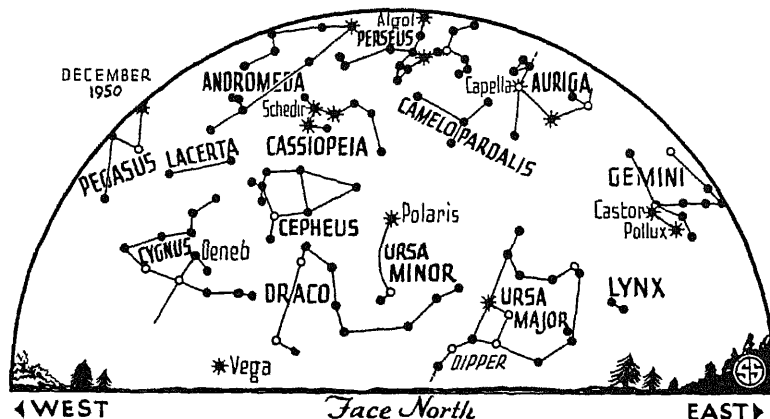 Algol
PERSEUS
DECEMBER
1950
ANDROMEDA
Capella
AURIGA
Schedir
CAMELOPARDALIS
CASSIOPEIA
PEGASUS
LACERTA
GEMINI
Castor
Pollux
Polaris
CEPHEUS
CYGNUS
Deneb
URSA
MINOR
DRACO
LYNX
URSA
MAJOR
DIPPER
Vega
WEST
Face North
EAST